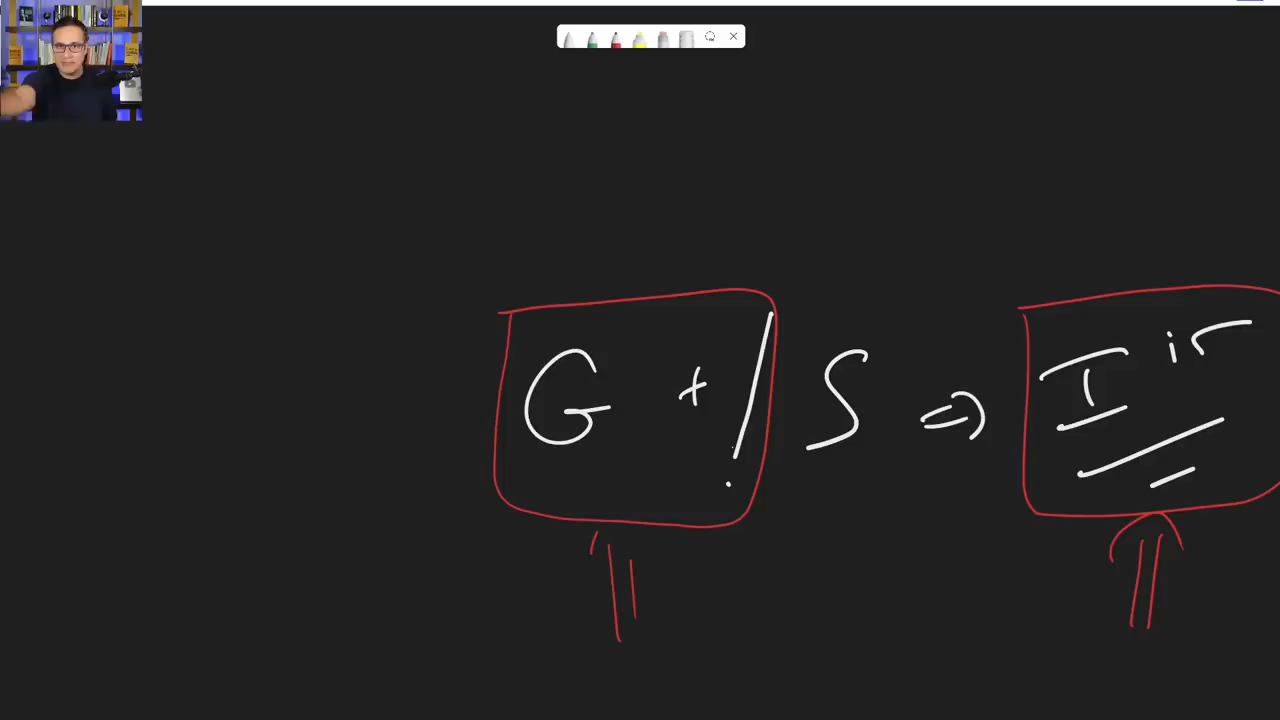 G + / S ⇒ I ir